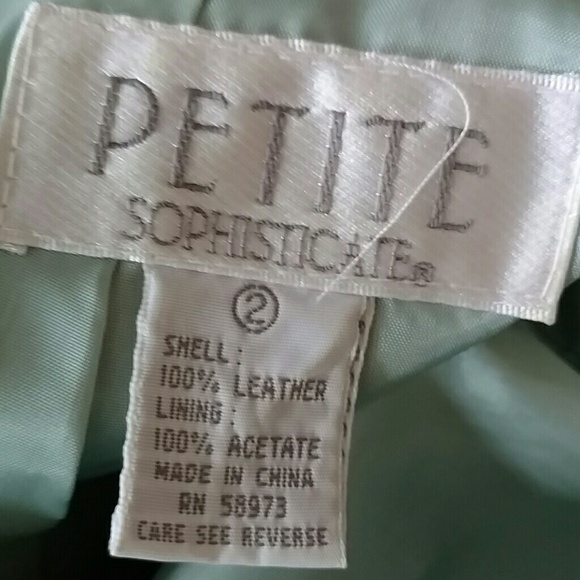 PETITE
SOPHISTICATE®
2
SHELL:
100% LEATHER
LINING:
100% ACETATE
MADE IN CHINA
RN 58973
CARE SEE REVERSE